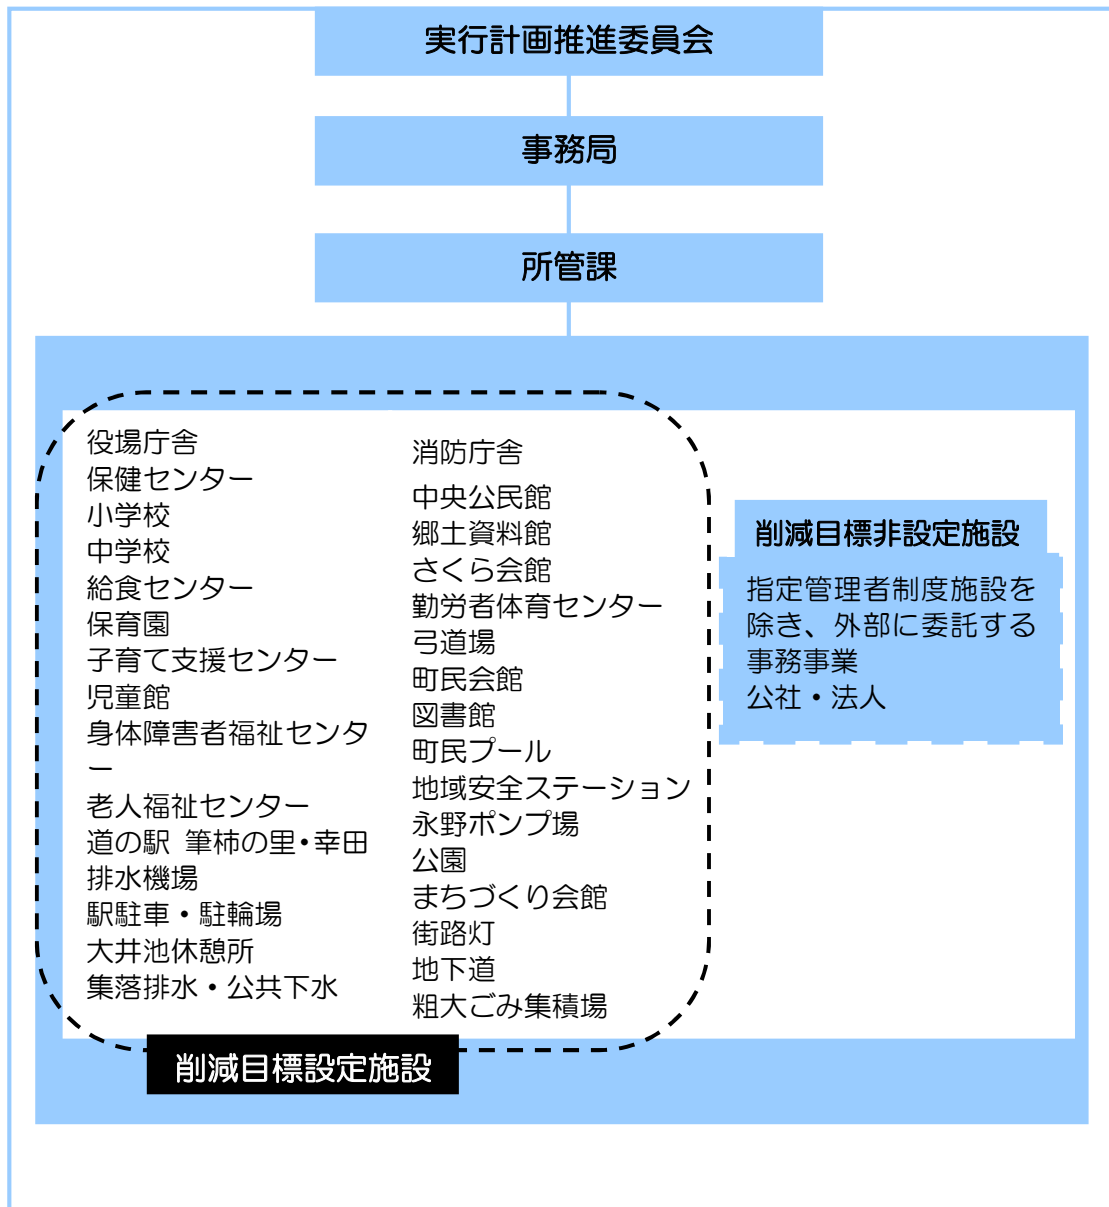 実行計画推進委員会
事務局
所管課
役場庁舎
保健センター
小学校
中学校
給食センター
保育園
子育て支援センター
児童館
身体障害者福祉センタ
ー
老人福祉センター
道の駅 筆柿の里・幸田
排水機場
駅駐車・駐輪場
大井池休憩所
集落排水・公共下水
消防庁舎
中央公民館
郷土資料館
さくら会館
勤労者体育センター
弓道場
町民会館
図書館
町民プール
地域安全ステーション
永野ポンプ場
公園
まちづくり会館
街路灯
地下道
粗大ごみ集積場
削減目標設定施設
削減目標非設定施設
指定管理者制度施設を
除き、外部に委託する
事務事業
公社・法人